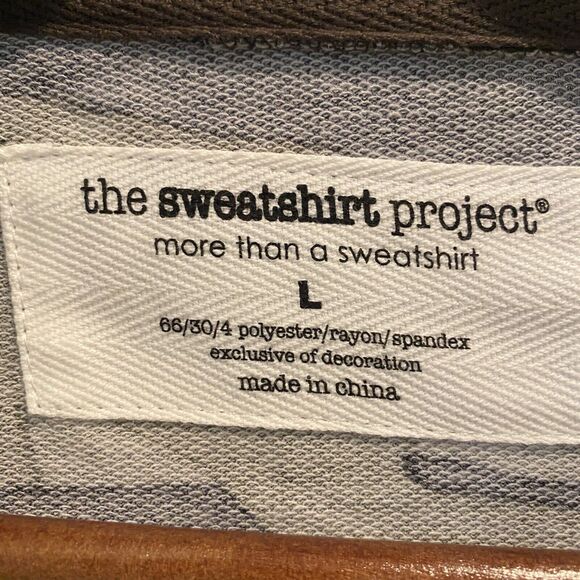 the sweatshirt project®
more than a sweatshirt
L
66/30/4 polyester/rayon/spandex
exclusive of decoration
made in china